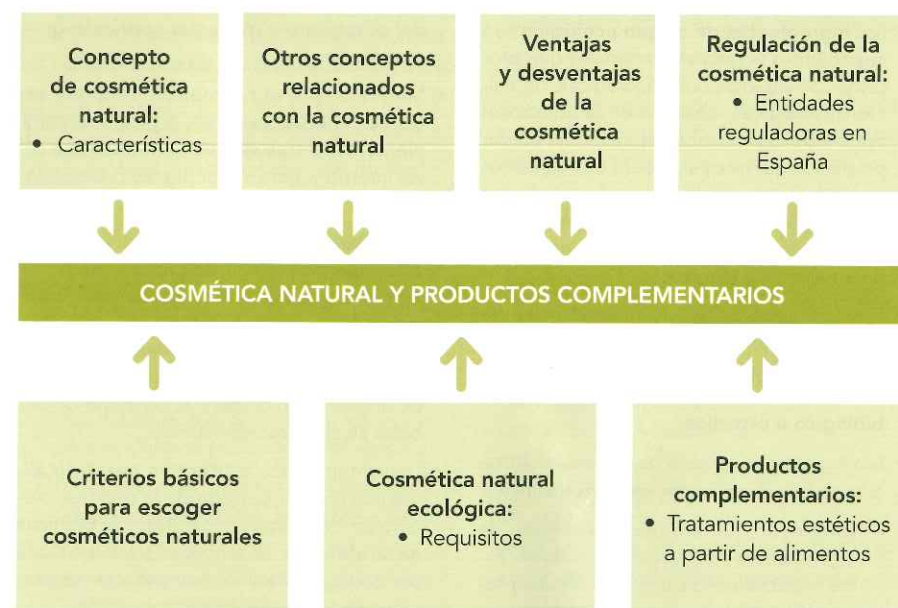 Concepto
de cosmética
natural:
• Características
Otros conceptos
relacionados
con la cosmética
natural
Ventajas
y desventajas
de la
cosmética
natural
Regulación de la
cosmética natural:
• Entidades
reguladoras en
España
COSMÉTICA NATURAL Y PRODUCTOS COMPLEMENTARIOS
Criterios básicos
para escoger
cosméticos naturales
Cosmética natural
ecológica:
• Requisitos
Productos
complementarios:
• Tratamientos estéticos
a partir de alimentos